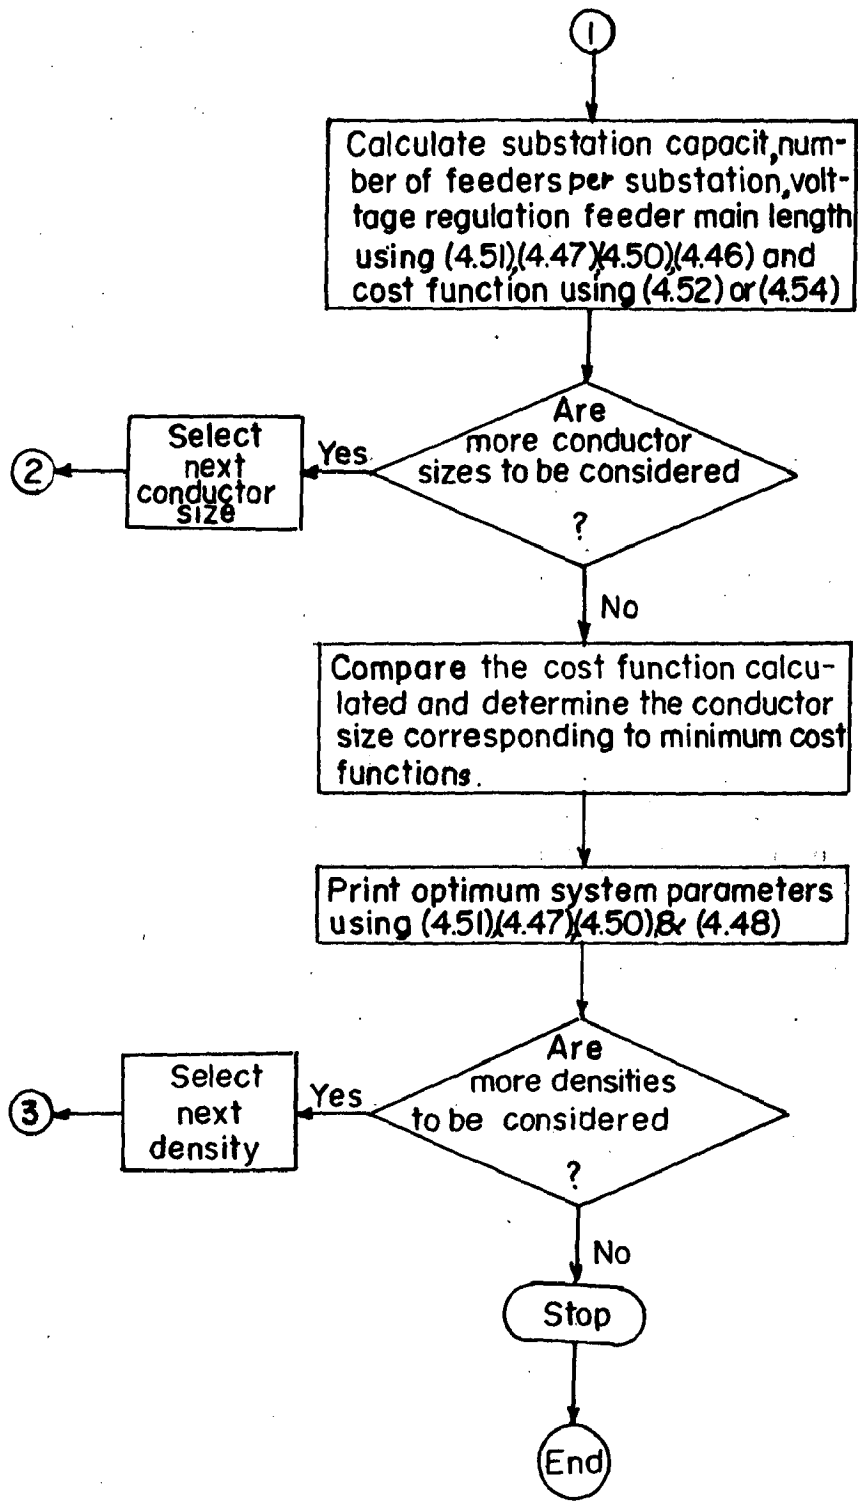 1
Calculate substation capacit,num-
ber of feeders per substation,volt-
tage regulation feeder main length
using (4.51),(4.47),(4.50),(4.46) and
cost function using (4.52) or (4.54)
Are
more conductor
sizes to be considered
?
Yes
Select
next
conductor
size
2
No
Compare the cost function calcu-
lated and determine the conductor
size corresponding to minimum cost
functions.
Print optimum system parameters
using (4.51),(4.47),(4.50),& (4.48)
Are
more densities
to be considered
?
Yes
Select
next
density
3
No
Stop
End